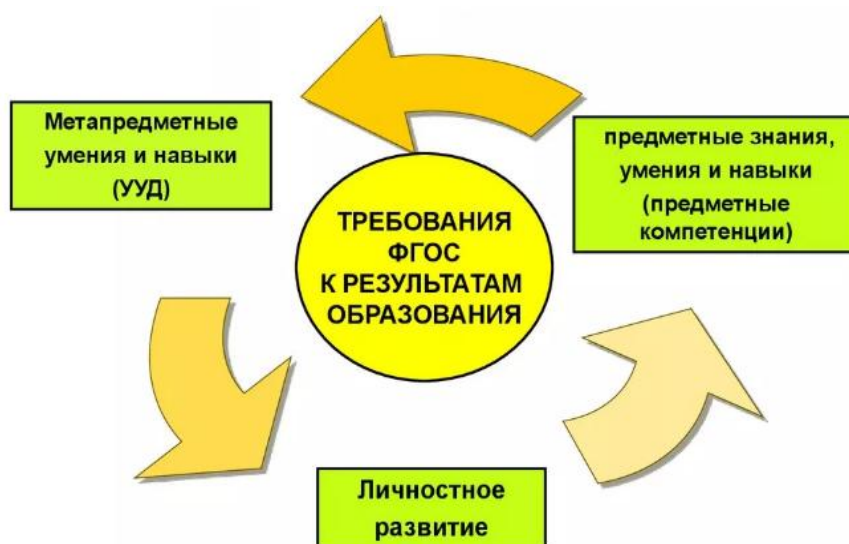 Метапредметные
умения и навыки
(УУД)
предметные знания,
умения и навыки
(предметные
компетенции)
ТРЕБОВАНИЯ
ФГОС
К РЕЗУЛЬТАТАМ
ОБРАЗОВАНИЯ
Личностное
развитие